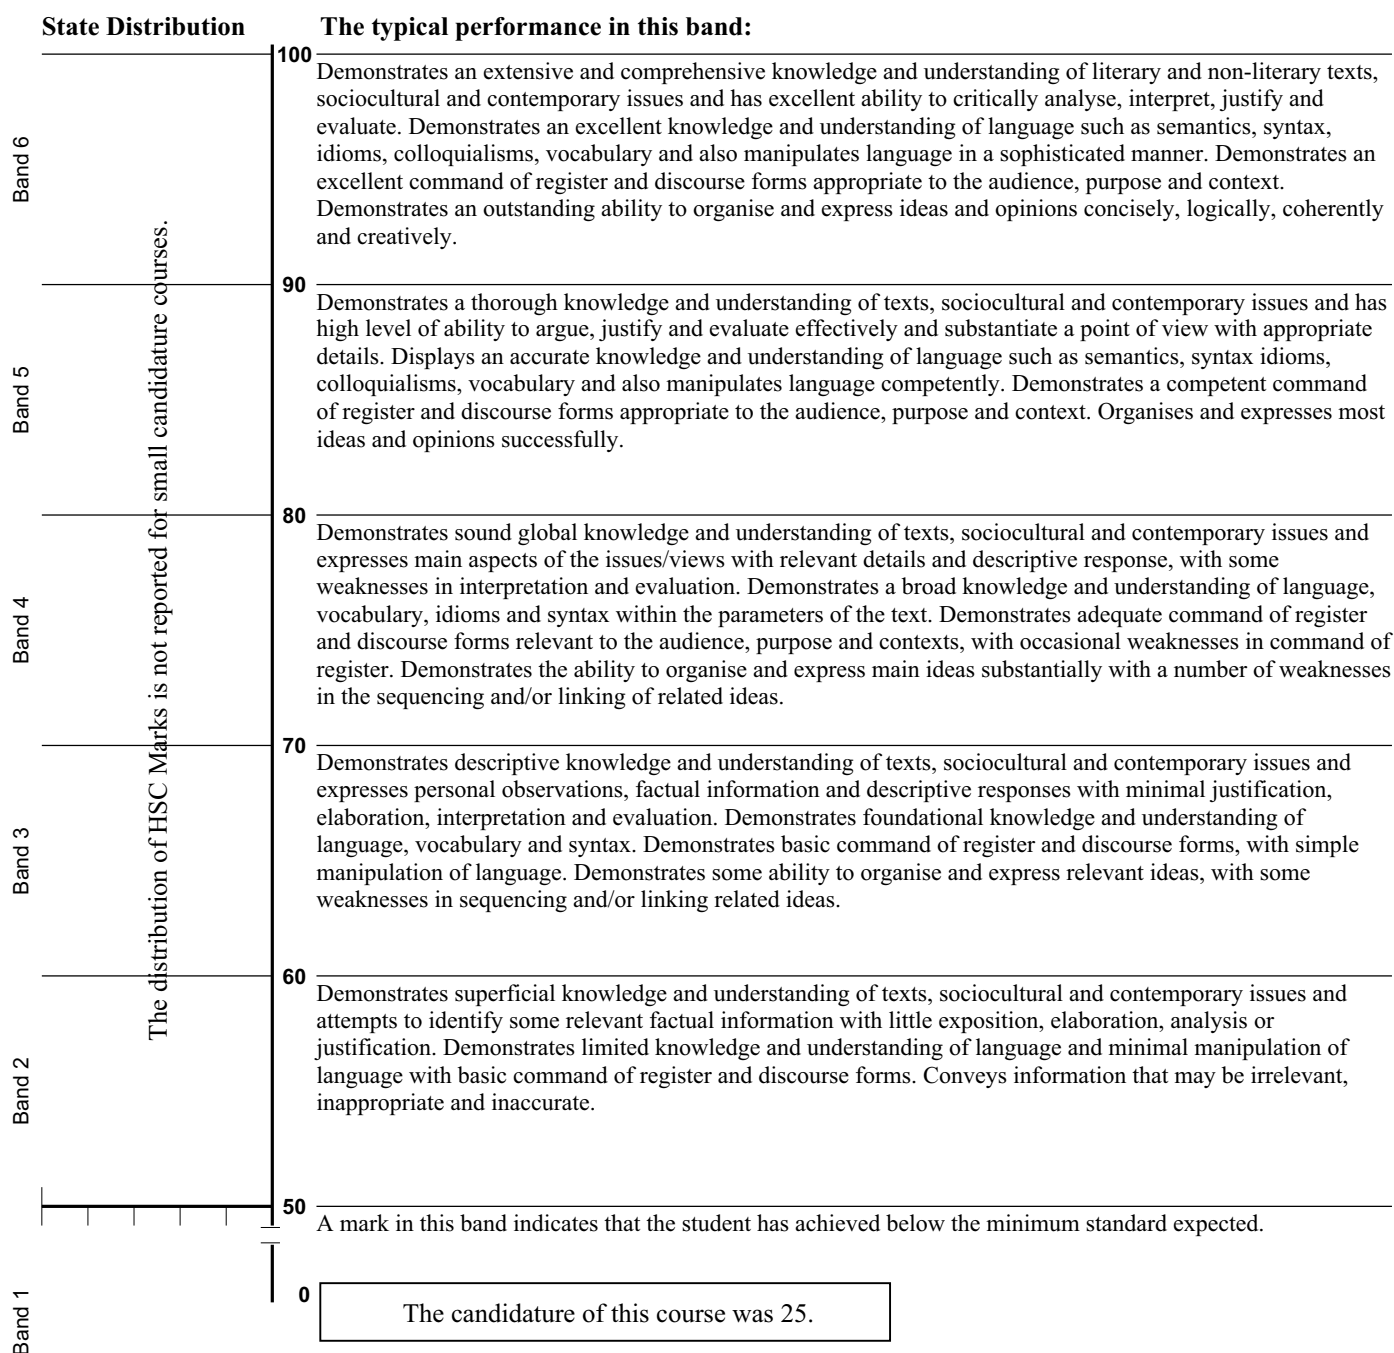 State Distribution
The typical performance in this band:
100
Demonstrates an extensive and comprehensive knowledge and understanding of literary and non-literary texts,
sociocultural and contemporary issues and has excellent ability to critically analyse, interpret, justify and
evaluate. Demonstrates an excellent knowledge and understanding of language such as semantics, syntax,
idioms, colloquialisms, vocabulary and also manipulates language in a sophisticated manner. Demonstrates an
excellent command of register and discourse forms appropriate to the audience, purpose and context.
Demonstrates an outstanding ability to organise and express ideas and opinions concisely, logically, coherently
and creatively.
Band 6
90
Demonstrates a thorough knowledge and understanding of texts, sociocultural and contemporary issues and has
high level of ability to argue, justify and evaluate effectively and substantiate a point of view with appropriate
details. Displays an accurate knowledge and understanding of language such as semantics, syntax idioms,
colloquialisms, vocabulary and also manipulates language competently. Demonstrates a competent command
of register and discourse forms appropriate to the audience, purpose and context. Organises and expresses most
ideas and opinions successfully.
Band 5
80
Demonstrates sound global knowledge and understanding of texts, sociocultural and contemporary issues and
expresses main aspects of the issues/views with relevant details and descriptive response, with some
weaknesses in interpretation and evaluation. Demonstrates a broad knowledge and understanding of language,
vocabulary, idioms and syntax within the parameters of the text. Demonstrates adequate command of register
and discourse forms relevant to the audience, purpose and contexts, with occasional weaknesses in command of
register. Demonstrates the ability to organise and express main ideas substantially with a number of weaknesses
in the sequencing and/or linking of related ideas.
Band 4
70
Demonstrates descriptive knowledge and understanding of texts, sociocultural and contemporary issues and
expresses personal observations, factual information and descriptive responses with minimal justification,
elaboration, interpretation and evaluation. Demonstrates foundational knowledge and understanding of
language, vocabulary and syntax. Demonstrates basic command of register and discourse forms, with simple
manipulation of language. Demonstrates some ability to organise and express relevant ideas, with some
weaknesses in sequencing and/or linking related ideas.
Band 3
60
Demonstrates superficial knowledge and understanding of texts, sociocultural and contemporary issues and
attempts to identify some relevant factual information with little exposition, elaboration, analysis or
justification. Demonstrates limited knowledge and understanding of language and minimal manipulation of
language with basic command of register and discourse forms. Conveys information that may be irrelevant,
inappropriate and inaccurate.
Band 2
50
A mark in this band indicates that the student has achieved below the minimum standard expected.
0
Band 1
The distribution of HSC Marks is not reported for small candidature courses.
The candidature of this course was 25.